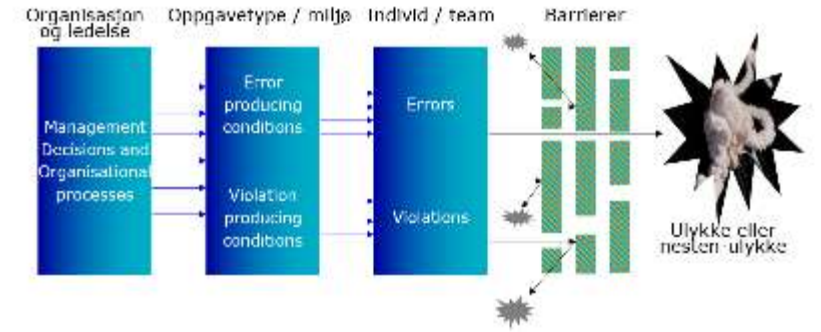 Organisasjon
og ledelse
Oppgavetype / miljø
Individ / team
Barrierer
Management
Decisions and
Organisational
processes
Error
producing
conditions
Violation
producing
conditions
Errors
Violations
Ulykke eller
nesten-ulykke